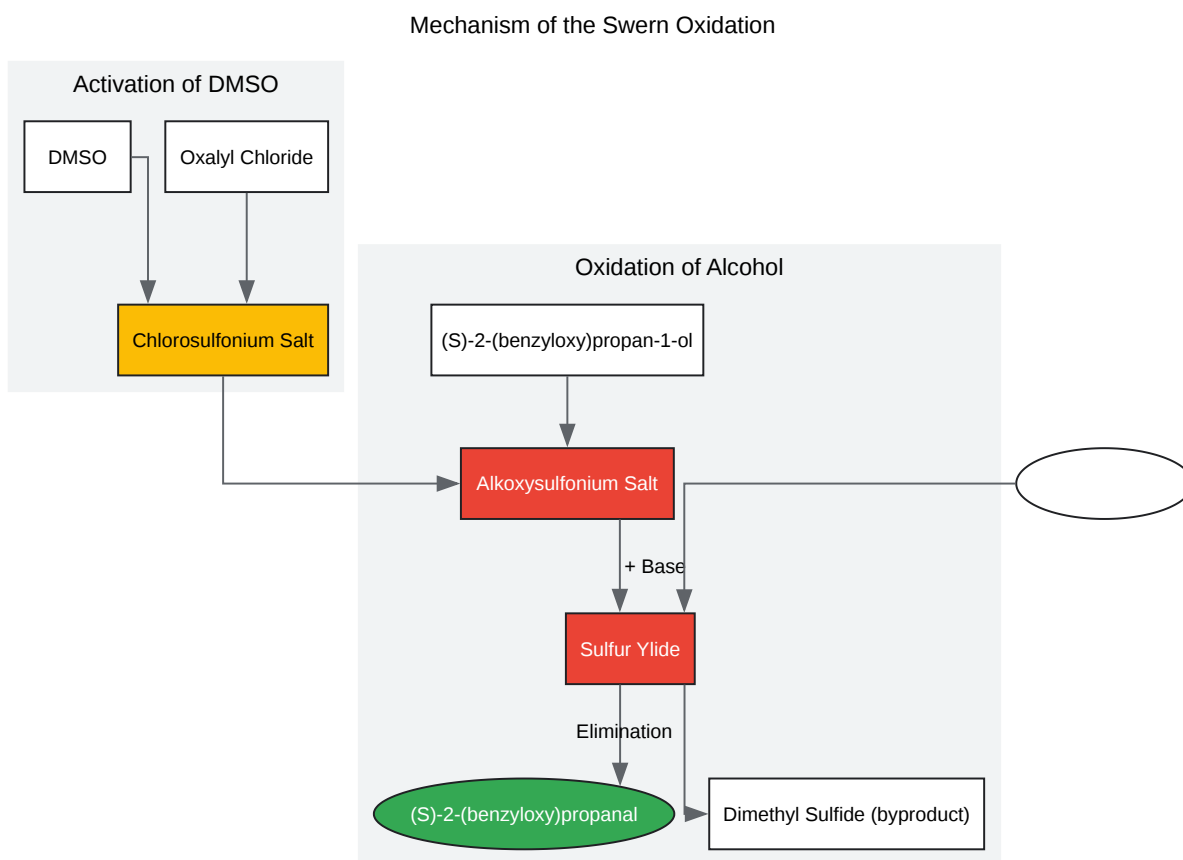 Mechanism of the Swern Oxidation
Activation of DMSO
DMSO
Oxalyl Chloride
Chlorosulfonium Salt
Oxidation of Alcohol
(S)-2-(benzyloxy)propan-1-ol
Alkoxysulfonium Salt
+ Base
Sulfur Ylide
Elimination
(S)-2-(benzyloxy)propanal
Dimethyl Sulfide (byproduct)